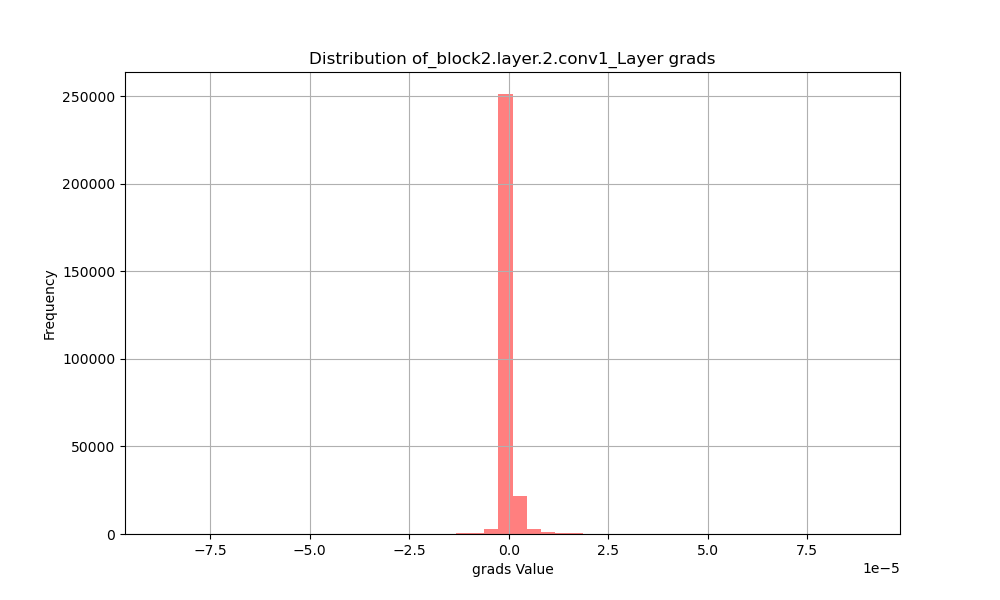 Distribution of_block2.layer.2.conv1_Layer grads
Frequency
250000
200000
150000
100000
50000
0
−7.5 −5.0 −2.5 0.0 2.5 5.0 7.5
1e−5
grads Value